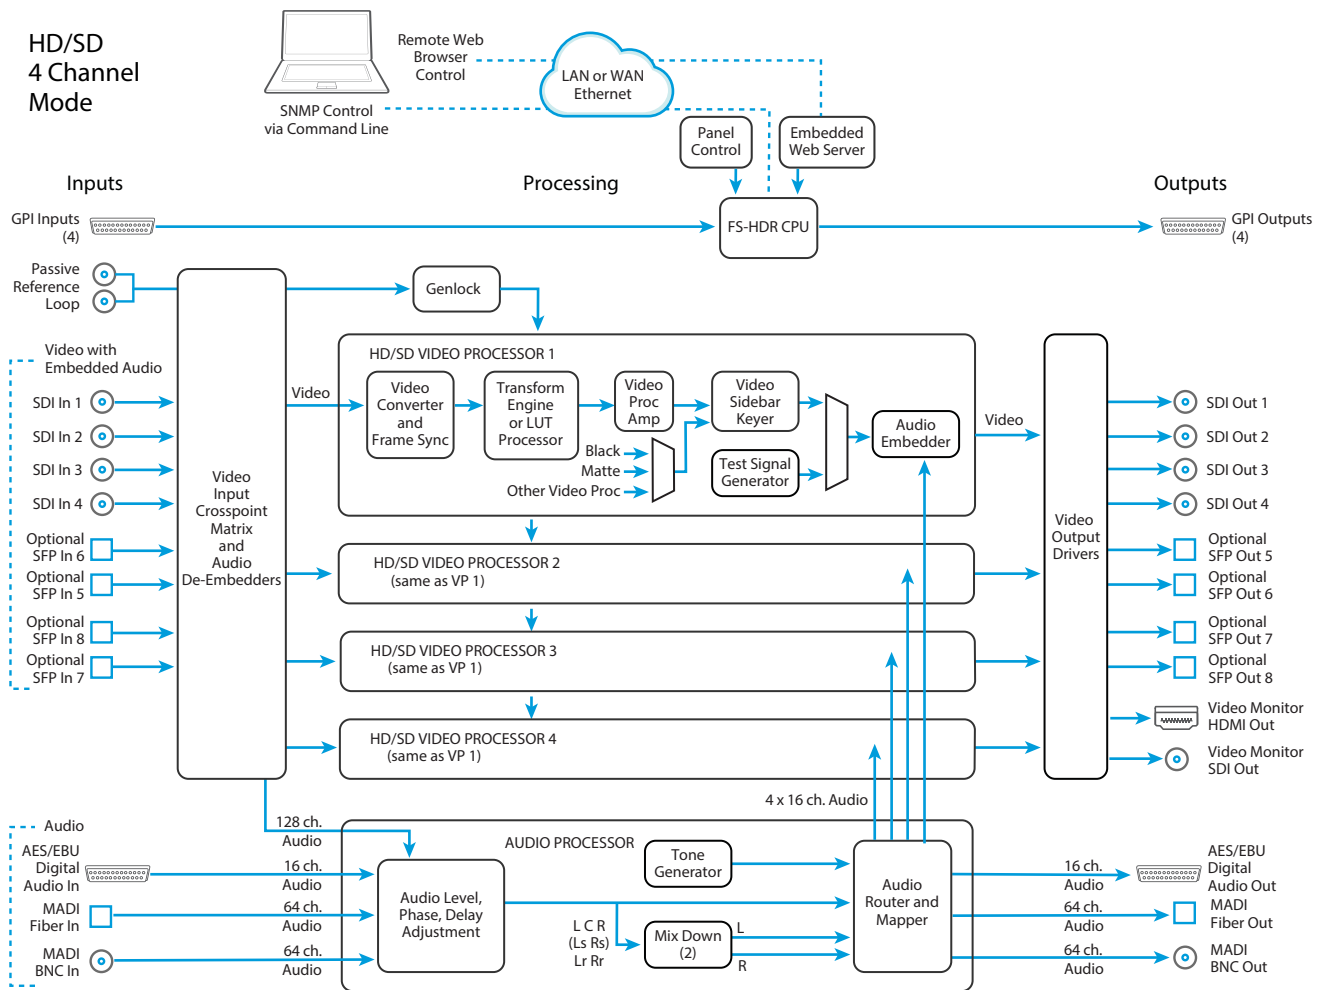 HD/SD
4 Channel
Mode
Remote Web
Browser
Control
SNMP Control
via Command Line
LAN or WAN
Ethernet
Panel
Control
Embedded
Web Server
Inputs
Processing
Outputs
GPI Inputs
(4)
FS-HDR CPU
GPI Outputs
(4)
Passive
Reference
Loop
Genlock
Video with
Embedded Audio
SDI In 1
SDI In 2
SDI In 3
SDI In 4
Optional
SFP In 6
Optional
SFP In 5
Optional
SFP In 8
Optional
SFP In 7
Video
Input
Crosspoint
Matrix
and
Audio
De-Embedders
Video
HD/SD VIDEO PROCESSOR 1
Video
Converter
and
Frame Sync
Transform
Engine
or LUT
Processor
Video
Proc
Amp
Video
Sidebar
Keyer
Black
Matte
Other Video Proc
Test Signal
Generator
Audio
Embedder
Video
HD/SD VIDEO PROCESSOR 2
(same as VP 1)
HD/SD VIDEO PROCESSOR 3
(same as VP 1)
HD/SD VIDEO PROCESSOR 4
(same as VP 1)
Video
Output
Drivers
SDI Out 1
SDI Out 2
SDI Out 3
SDI Out 4
Optional
SFP Out 5
Optional
SFP Out 6
Optional
SFP Out 7
Optional
SFP Out 8
Video Monitor
HDMI Out
Video Monitor
SDI Out
4 x 16 ch. Audio
Audio
AES/EBU
Digital
Audio In
MADI
Fiber In
MADI
BNC In
128 ch.
Audio
16 ch.
Audio
64 ch.
Audio
64 ch.
Audio
AUDIO PROCESSOR
Audio Level,
Phase, Delay
Adjustment
Tone
Generator
L C R
(Ls Rs)
Lr Rr
Mix Down
(2)
L
R
Audio
Router and
Mapper
16 ch.
Audio
64 ch.
Audio
64 ch.
Audio
AES/EBU
Digital
Audio Out
MADI
Fiber Out
MADI
BNC Out